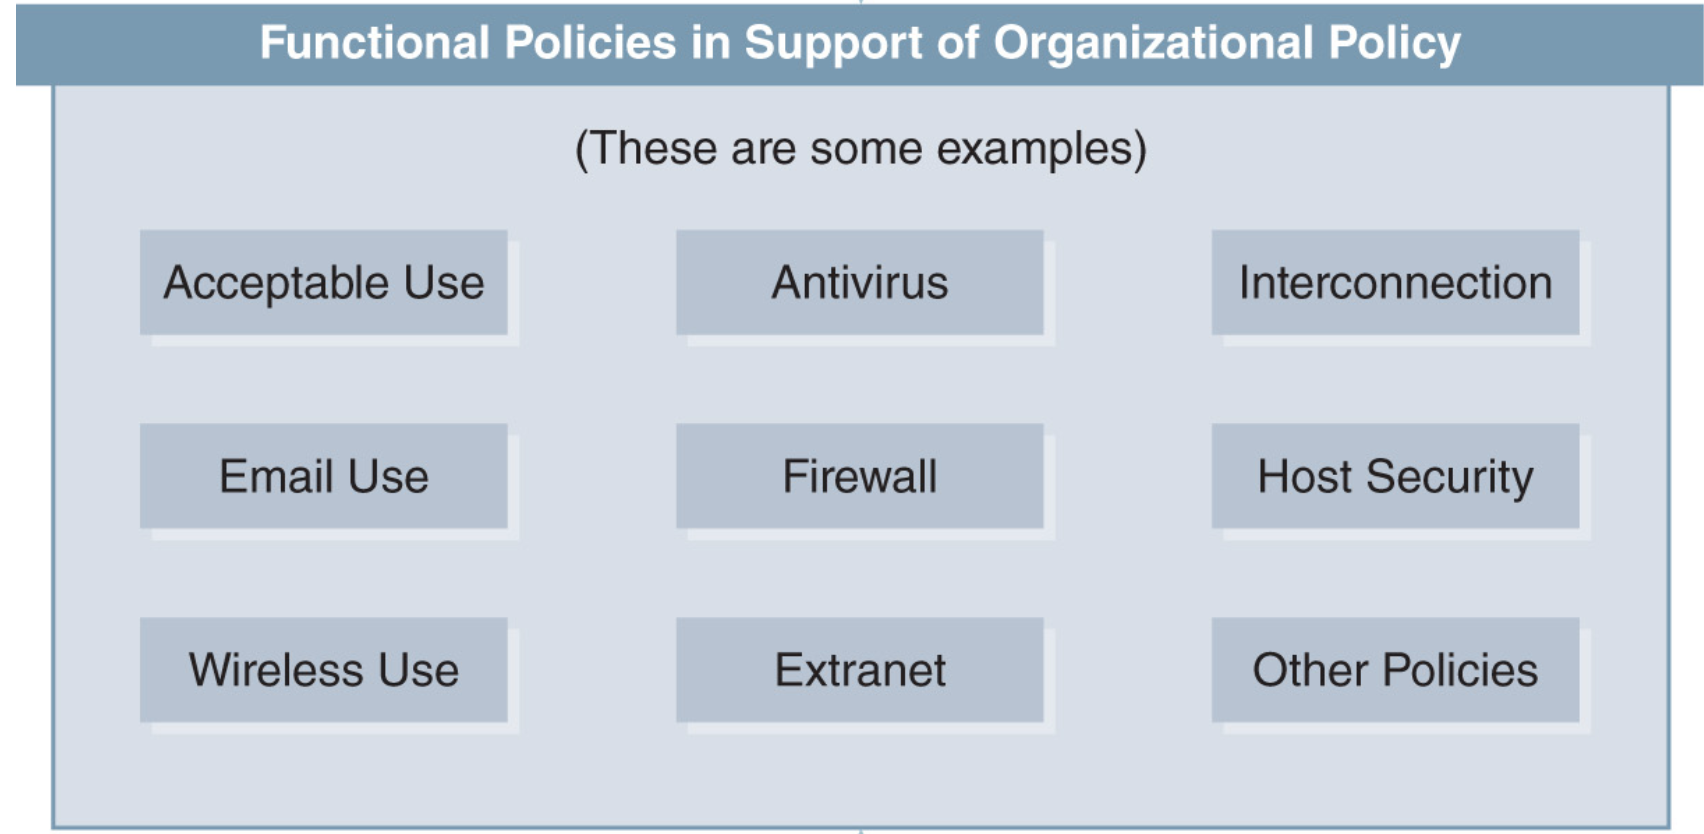 Functional Policies in Support of Organizational Policy
(These are some examples)
Acceptable Use
Antivirus
Interconnection
Email Use
Firewall
Host Security
Wireless Use
Extranet
Other Policies